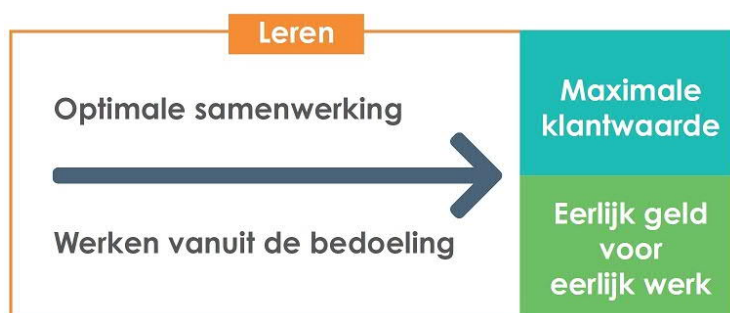 Leren
Optimale samenwerking
Werken vanuit de bedoeling
Maximale
klantwaarde
Eerlijk geld
voor
eerlijk werk